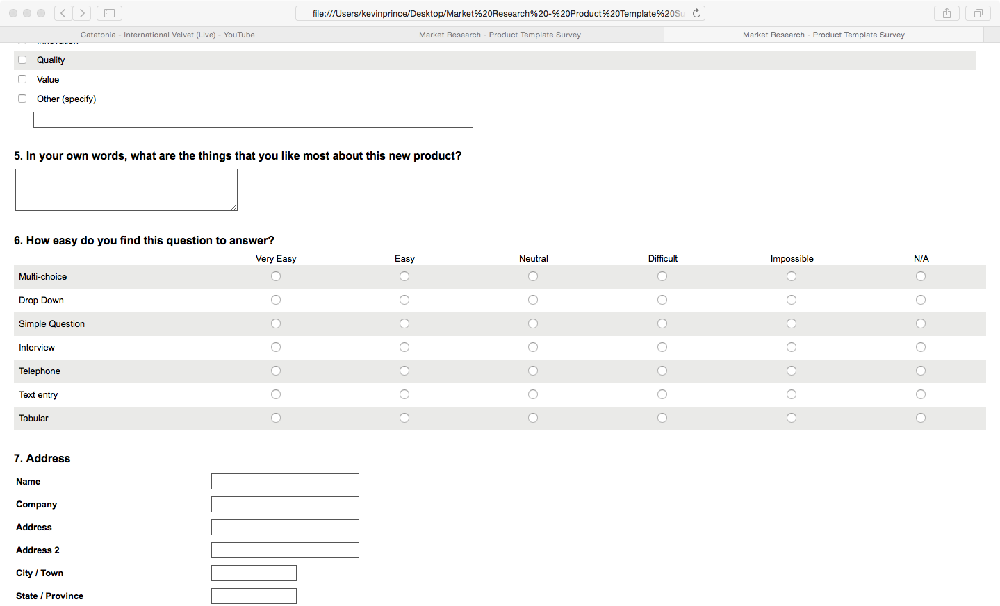 file:///Users/kevinprince/Desktop/Market%20Research%20-%20Product%20Template%20Su
Catatonia - International Velvet (Live) - YouTube
Market Research - Product Template Survey
Market Research - Product Template Survey
Quality
Value
Other (specify)
5. In your own words, what are the things that you like most about this new product?
6. How easy do you find this question to answer?
Very Easy Easy Neutral Difficult Impossible N/A
Multi-choice
Drop Down
Simple Question
Interview
Telephone
Text entry
Tabular
7. Address
Name
Company
Address
Address 2
City / Town
State / Province